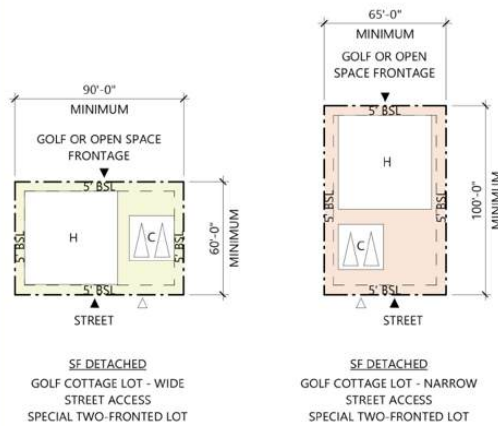 90'-0"
MINIMUM
GOLF OR OPEN SPACE
FRONTAGE
5' BSL
5' BSL
H
C
5' BSL
5' BSL
60'-0"
MINIMUM
STREET
SF DETACHED
GOLF COTTAGE LOT - WIDE
STREET ACCESS
SPECIAL TWO-FRONTED LOT
65'-0"
MINIMUM
GOLF OR OPEN
SPACE FRONTAGE
5' BSL
H
5' BSL
5' BSL
C
5' BSL
100'-0"
MINIMUM
STREET
SF DETACHED
GOLF COTTAGE LOT - NARROW
STREET ACCESS
SPECIAL TWO-FRONTED LOT